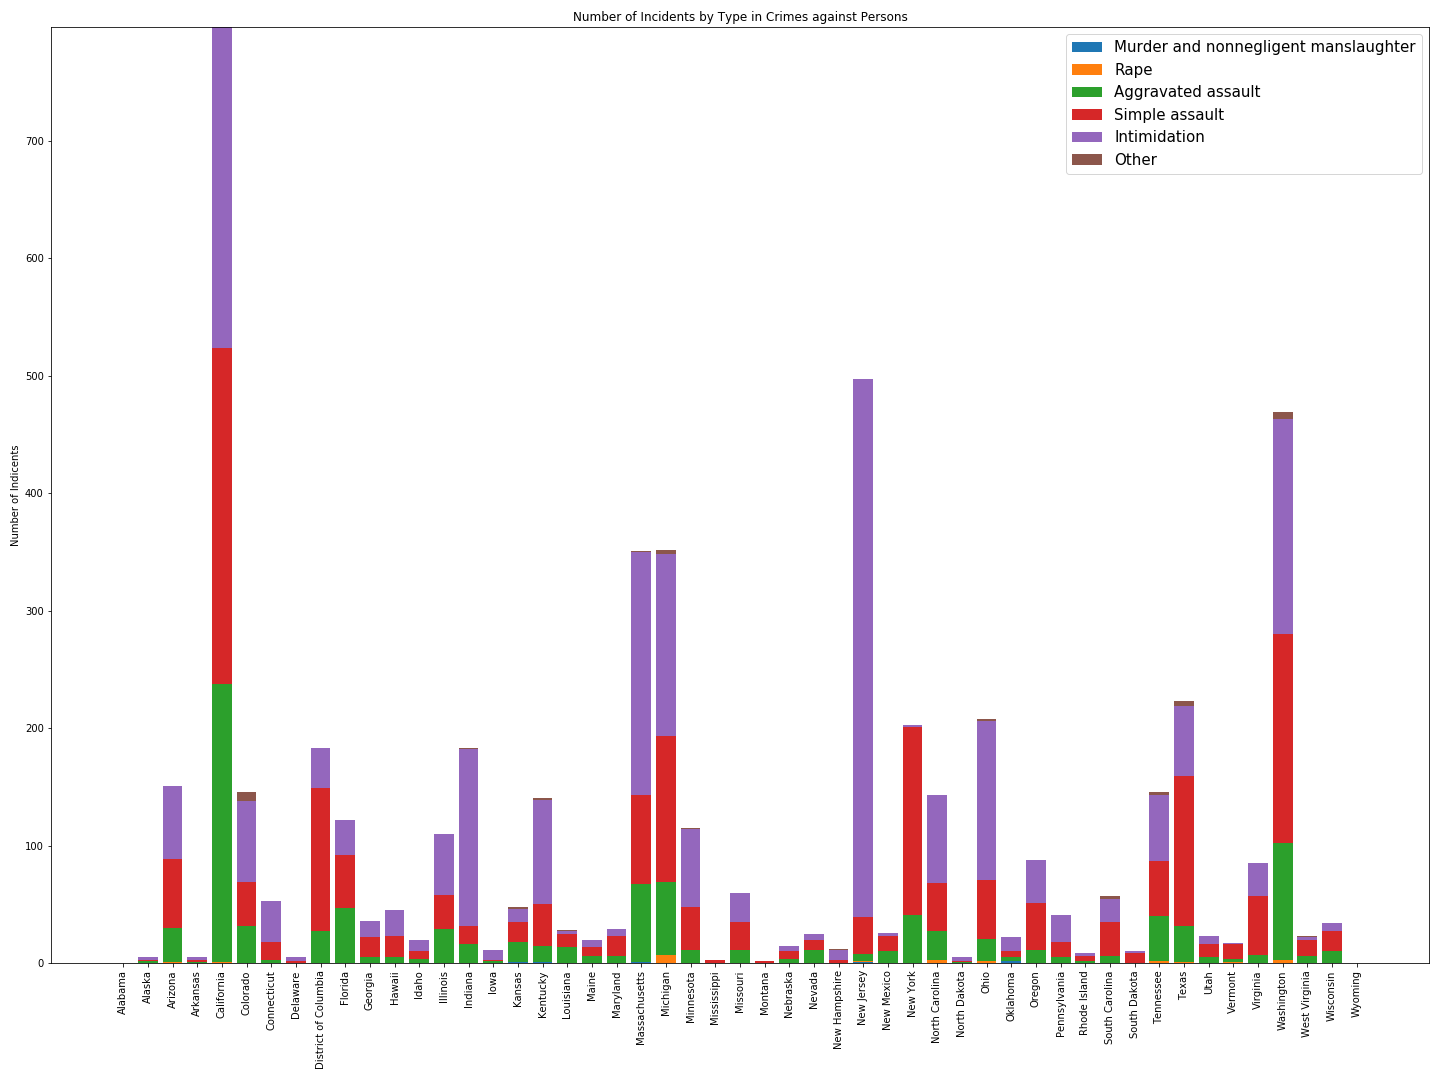 Number of Incidents by Type in Crimes against Persons
Murder and nonnegligent manslaughter
Rape
Aggravated assault
Simple assault
Intimidation
Other
Number of Indicents
700
600
500
400
300
200
100
0
Alabama
Alaska
Arizona
Arkansas
California
Colorado
Connecticut
Delaware
District of Columbia
Florida
Georgia
Hawaii
Idaho
Illinois
Indiana
Iowa
Kansas
Kentucky
Louisiana
Maine
Maryland
Massachusetts
Michigan
Minnesota
Mississippi
Missouri
Montana
Nebraska
Nevada
New Hampshire
New Jersey
New Mexico
New York
North Carolina
North Dakota
Ohio
Oklahoma
Oregon
Pennsylvania
Rhode Island
South Carolina
South Dakota
Tennessee
Texas
Utah
Vermont
Virginia
Washington
West Virginia
Wisconsin
Wyoming